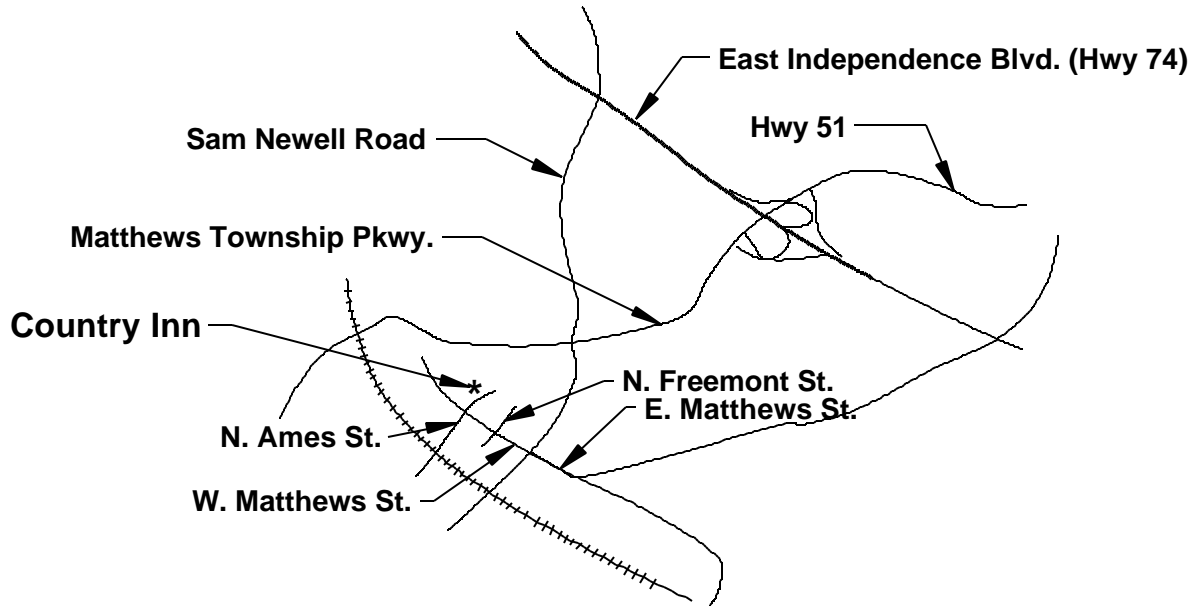 East Independence Blvd. (Hwy 74)
Hwy 51
Sam Newell Road
Matthews Township Pkwy.
Country Inn
*
N. Freemont St.
E. Matthews St.
N. Ames St.
W. Matthews St.